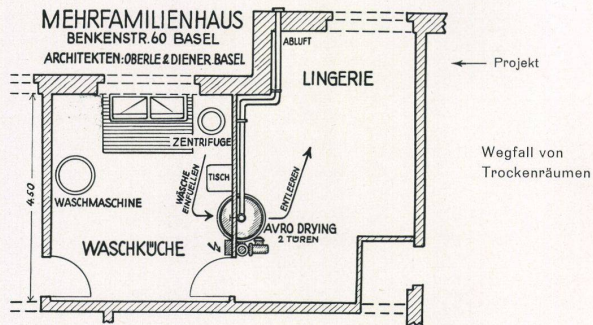 MEHRFAMILIENHAUS
BENKENSTR. 60 BASEL
ARCHITEKTEN: OBERLE & DIENER. BASEL
ABLUFT
LINGERIE
← Projekt
Wegfall von
Trockenräumen
ZENTRIFUGE
TISCH
WÄSCHE
EINFUELLEN
ENTLEEREN
4.50
WASCHMASCHINE
AVRO DRYING
2 TÜREN
WASCHKÜCHE